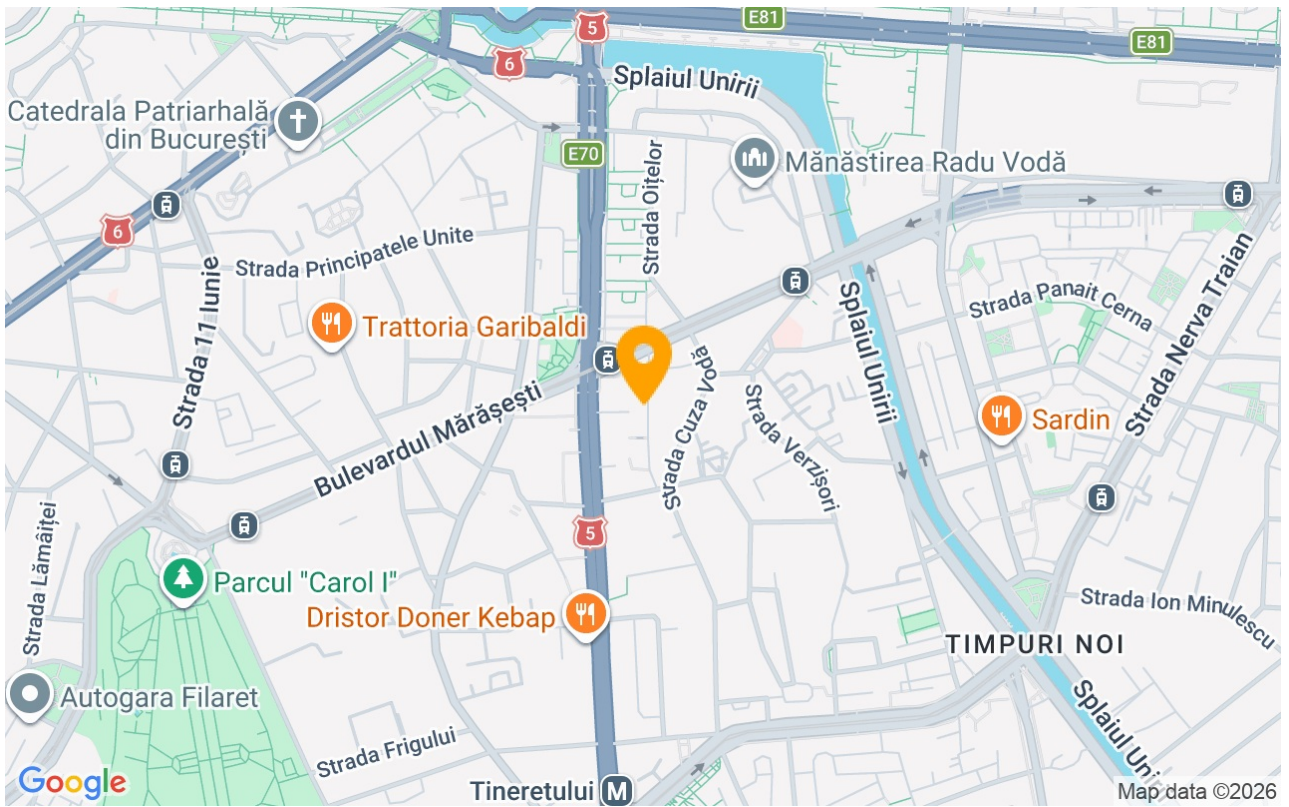 E81
5
E81
6
Splaiul Unirii
Catedrala Patriarhală
din București
E70
Mănăstirea Radu Vodă
Strada Oițelor
6
Strada Principatele Unite
Strada 11 Iunie
Strada Panait Cerna
Strada Nerva Traian
Trattoria Garibaldi
Splaiul Unirii
Bulevardul Mărășești
Strada Cuza Vodă
Strada Verzișori
Sardin
Strada Lămâiței
5
Parcul "Carol I"
Dristor Doner Kebap
Strada Ion Minulescu
TIMPURI NOI
Autogara Filaret
Splaiul Unirii
Strada Frigului
Google
Tineretului M
Map data ©2026